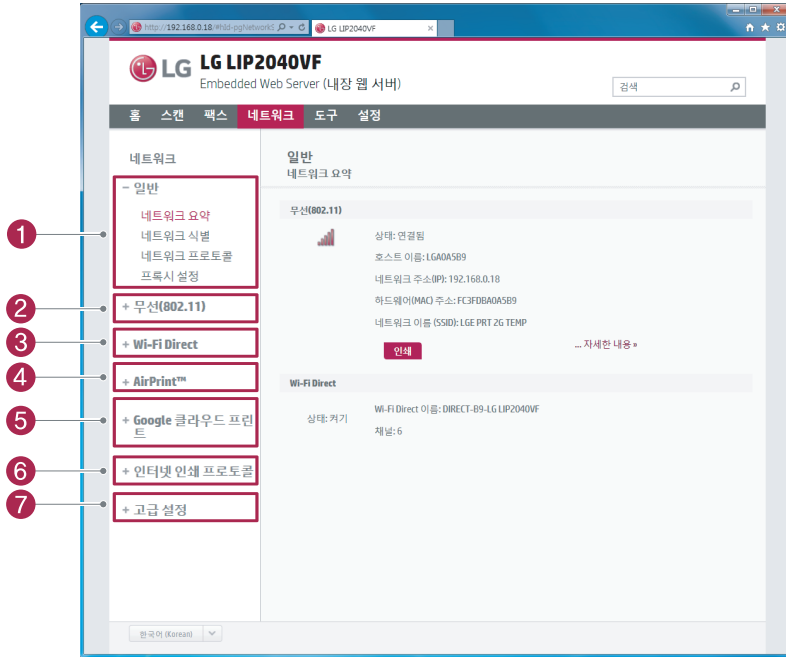 http://192.168.0.18/#hId-pgNetworkS
LG LIP2040VF
LG
LG LIP2040VF
Embedded Web Server (내장 웹 서버)
검색
홈 스캔 팩스 네트워크 도구 설정
네트워크
일반
네트워크 요약
1
− 일반
네트워크 요약
네트워크 식별
네트워크 프로토콜
프록시 설정
2
+ 무선(802.11)
3
+ Wi-Fi Direct
4
+ AirPrint™
5
+ Google 클라우드 프린
트
6
+ 인터넷 인쇄 프로토콜
7
+ 고급 설정
무선(802.11)
상태: 연결됨
호스트 이름: LGA0A5B9
네트워크 주소(IP): 192.168.0.18
하드웨어(MAC) 주소: FC3FDBA0A5B9
네트워크 이름 (SSID): LGE PRT 2G TEMP
인쇄
... 자세한 내용 »
Wi-Fi Direct
상태: 켜기
Wi-Fi Direct 이름: DIRECT-B9-LG LIP2040VF
채널: 6
한국어 (Korean)